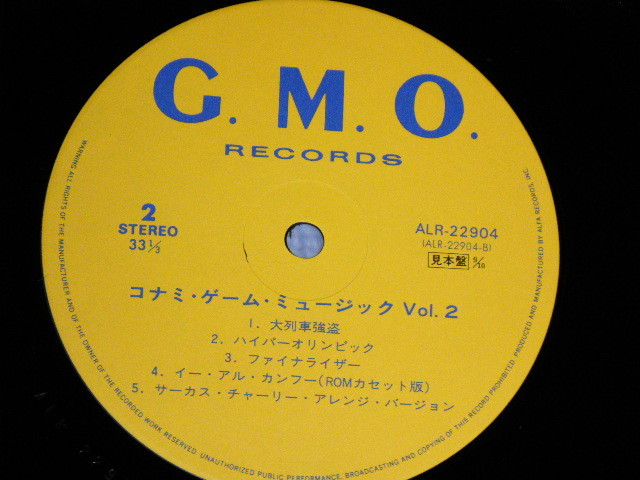 G. M. O.
RECORDS
2
STEREO
33 1/3
ALR-22904
(ALR-22904-B)
見本盤 9/10
コナミ・ゲーム・ミュージック Vol. 2
1. 大列車強盗
2. ハイパーオリンピック
3. ファイナライザー
4. イー・アル・カンフー(ROMカセット版)
5. サーカス・チャーリー・アレンジ・バージョン
WARNING: ALL RIGHTS OF THE MANUFACTURER AND OF THE OWNER OF THE RECORDED WORK RESERVED. UNAUTHORIZED PUBLIC PERFORMANCE, BROADCASTING AND COPYING OF THIS RECORD PROHIBITED. PRODUCED AND MANUFACTURED BY ALFA RECORDS, INC.